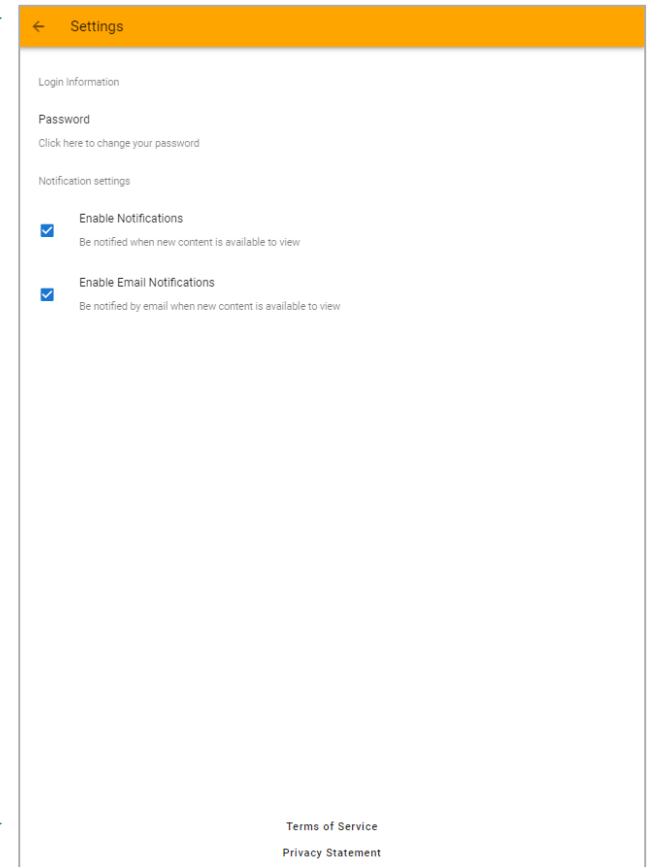 Settings
Login Information
Password
Click here to change your password
Notification settings
Enable Notifications
Be notified when new content is available to view
Enable Email Notifications
Be notified by email when new content is available to view
Terms of Service
Privacy Statement